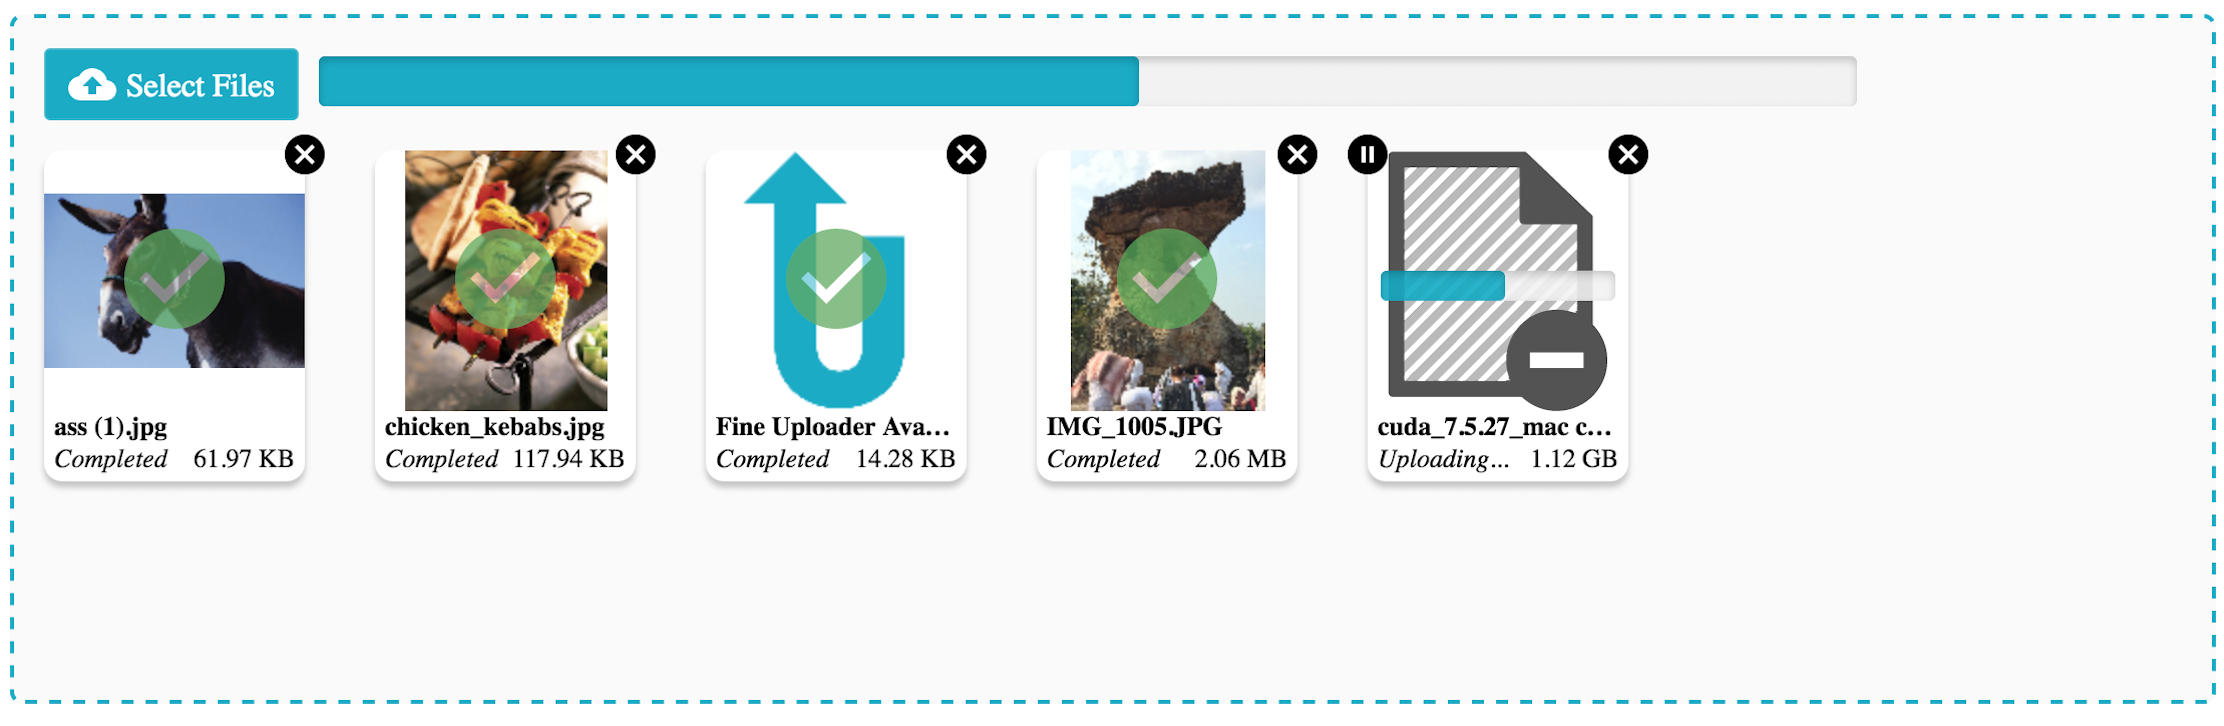 Select Files
ass (1).jpg
Completed 61.97 KB
chicken_kebabs.jpg
Completed 117.94 KB
Fine Uploader Ava...
Completed 14.28 KB
IMG_1005.JPG
Completed 2.06 MB
cuda_7.5.27_mac c...
Uploading... 1.12 GB